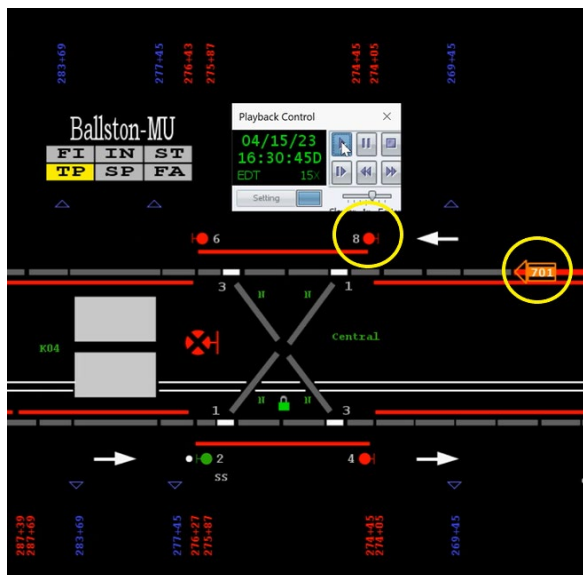 283+69
277+45
276+43
275+87
274+45
274+05
269+45
Playback Control
04/15/23
16:30:45D
EDT 15X
Setting
Ballston-MU
FI IN ST
TP SP FA
6
8
701
3
1
N
N
K04
Central
N
N
1
3
2
4
SS
287+39
287+69
283+69
277+45
276+27
275+87
274+45
274+05
269+45